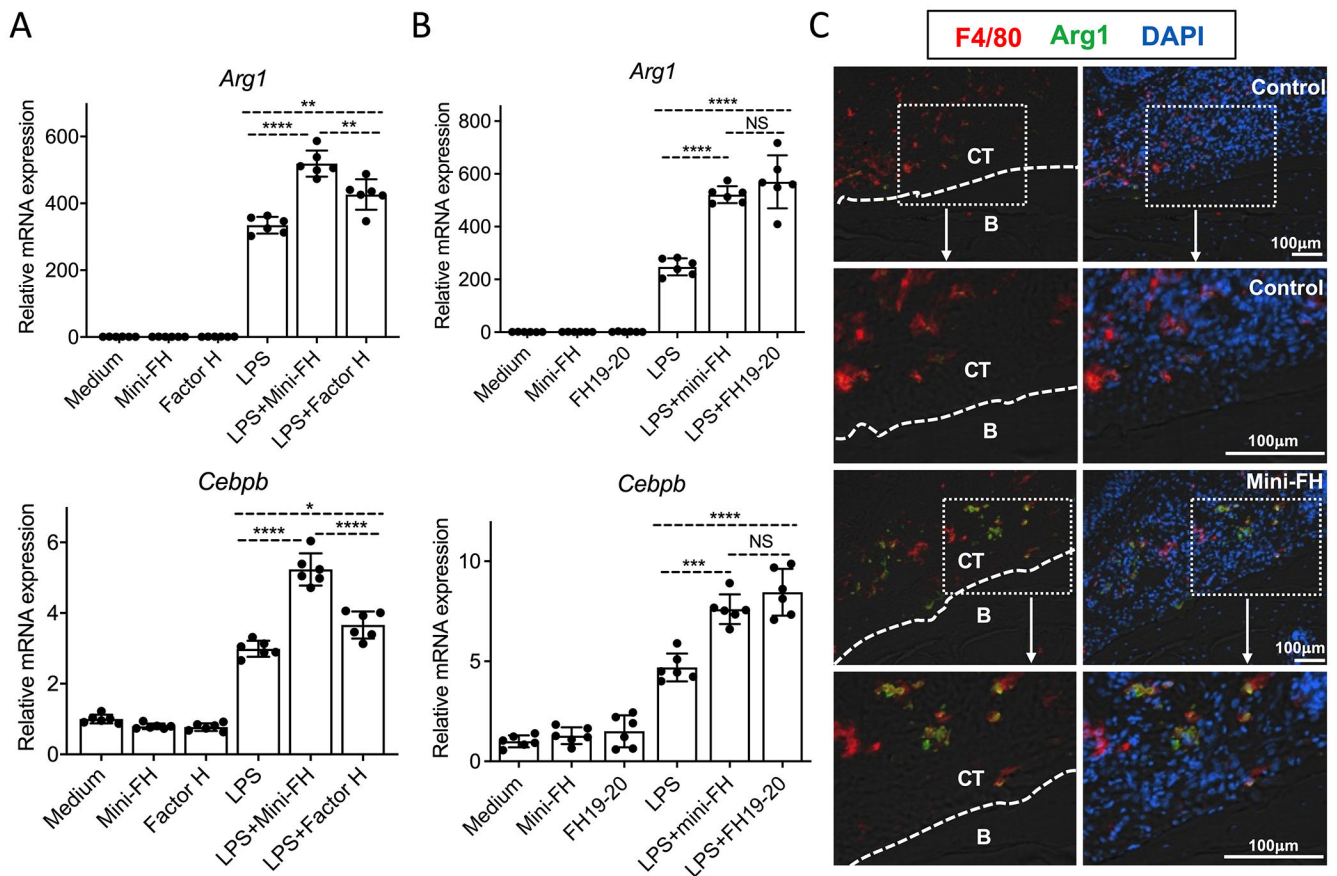 A
Arg1
Relative mRNA expression
600
400
200
0
Medium
Mini-FH
Factor H
LPS
LPS+Mini-FH
LPS+Factor H
**
****
**
Cebpb
Relative mRNA expression
6
4
2
0
Medium
Mini-FH
Factor H
LPS
LPS+Mini-FH
LPS+Factor H
*
****
****
B
Arg1
Relative mRNA expression
800
600
400
200
0
Medium
Mini-FH
FH19-20
LPS
LPS+mini-FH
LPS+FH19-20
****
NS
****
Cebpb
Relative mRNA expression
10
5
0
Medium
Mini-FH
FH19-20
LPS
LPS+mini-FH
LPS+FH19-20
****
NS
***
C
F4/80 Arg1 DAPI
Control
CT
B
100μm
Control
CT
B
100μm
Mini-FH
CT
B
100μm
CT
B
100μm